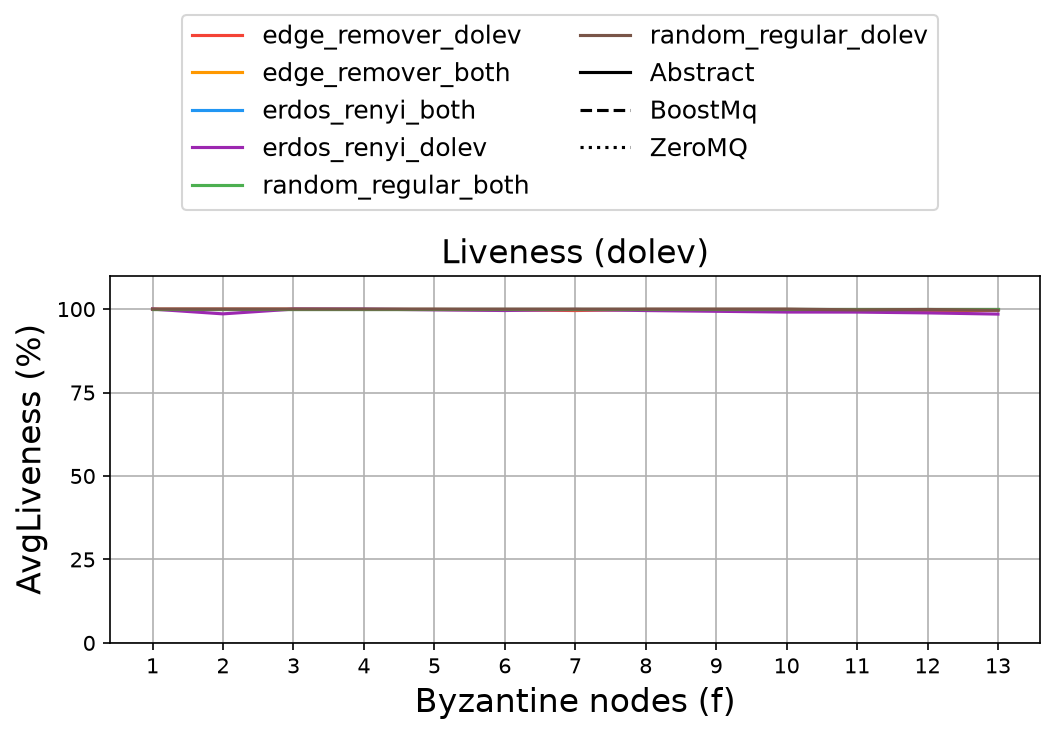 edge_remover_dolev
edge_remover_both
erdos_renyi_both
erdos_renyi_dolev
random_regular_both
random_regular_dolev
Abstract
BoostMq
ZeroMQ
Liveness (dolev)
AvgLiveness (%)
100
75
50
25
0
1 2 3 4 5 6 7 8 9 10 11 12 13
Byzantine nodes (f)